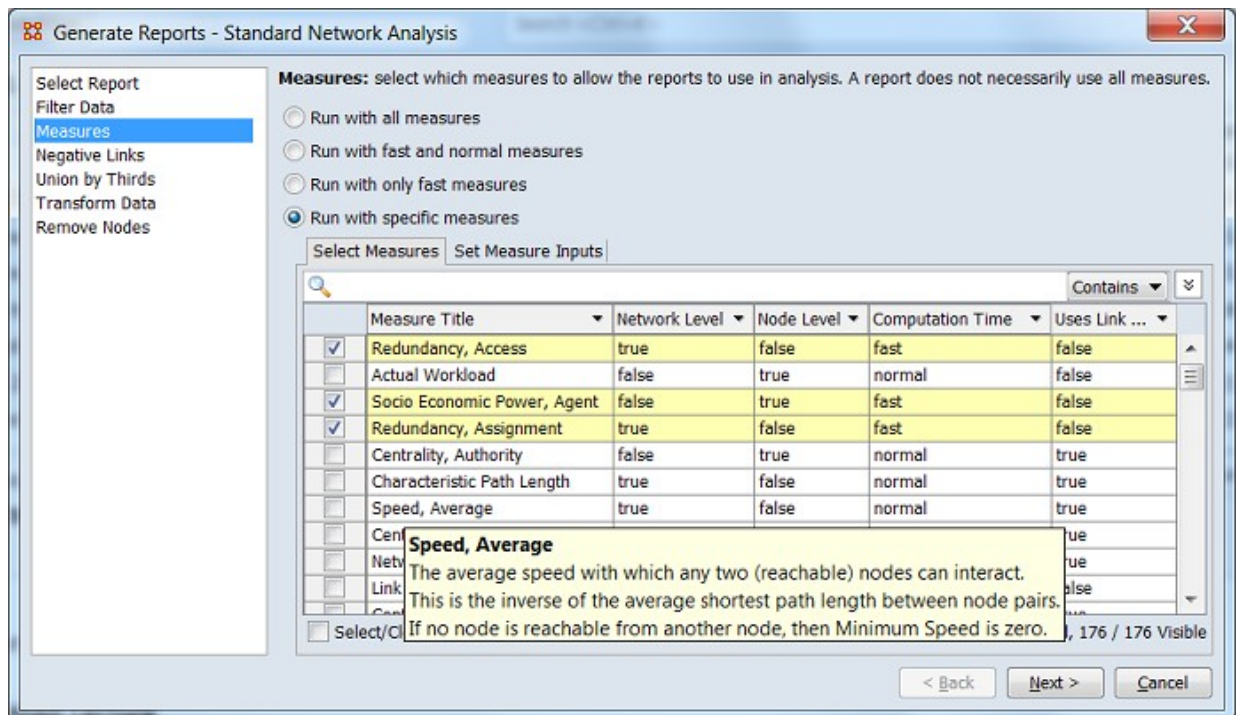 Generate Reports - Standard Network Analysis
Select Report
Filter Data
Measures
Negative Links
Union by Thirds
Transform Data
Remove Nodes
Measures: select which measures to allow the reports to use in analysis. A report does not necessarily use all measures.
Run with all measures
Run with fast and normal measures
Run with only fast measures
Run with specific measures
Select Measures Set Measure Inputs
Contains
Measure Title Network Level Node Level Computation Time Uses Link ...
Redundancy, Access true false fast false
Actual Workload false true normal false
Socio Economic Power, Agent false true fast false
Redundancy, Assignment true false fast false
Centrality, Authority false true normal true
Characteristic Path Length true false normal true
Speed, Average true false normal true
Speed, Average
The average speed with which any two (reachable) nodes can interact.
This is the inverse of the average shortest path length between node pairs.
If no node is reachable from another node, then Minimum Speed is zero.
Link
176 / 176 Visible
< Back Next > Cancel